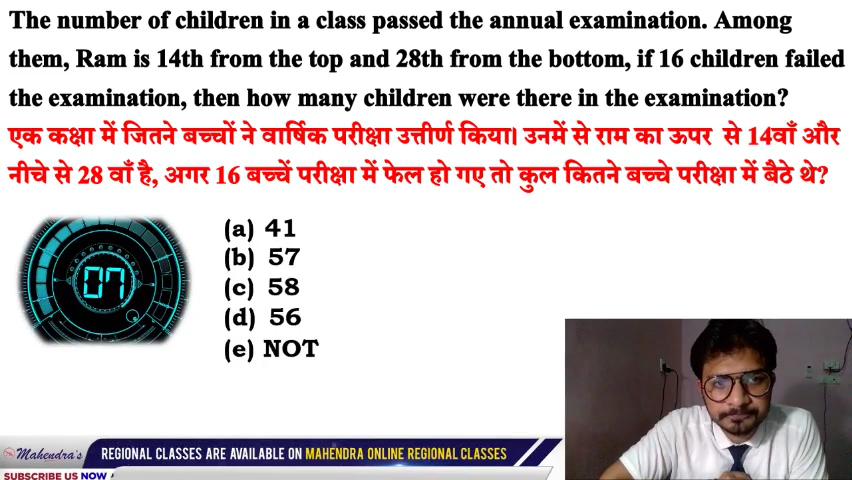 The number of children in a class passed the annual examination. Among
them, Ram is 14th from the top and 28th from the bottom, if 16 children failed
the examination, then how many children were there in the examination?
एक कक्षा में जितने बच्चों ने वार्षिक परीक्षा उत्तीर्ण किया। उनमें से राम का ऊपर से 14वाँ और
नीचे से 28 वाँ है, अगर 16 बच्चें परीक्षा में फेल हो गए तो कुल कितने बच्चे परीक्षा में बैठे थे?
07
(a) 41
(b) 57
(c) 58
(d) 56
(e) NOT
Mahendra's
REGIONAL CLASSES ARE AVAILABLE ON MAHENDRA ONLINE REGIONAL CLASSES
SUBSCRIBE US NOW